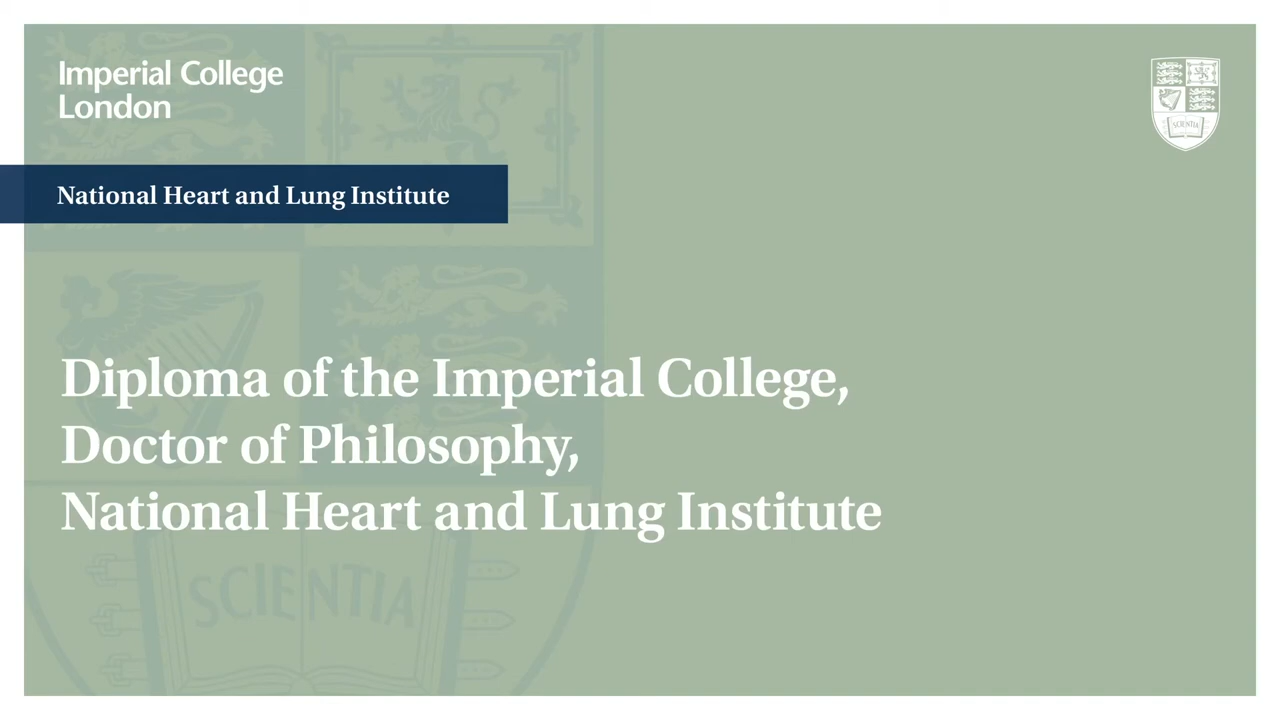 Imperial College
London
National Heart and Lung Institute
SCIENTIA
Diploma of the Imperial College,
Doctor of Philosophy,
National Heart and Lung Institute
SCIENTIA